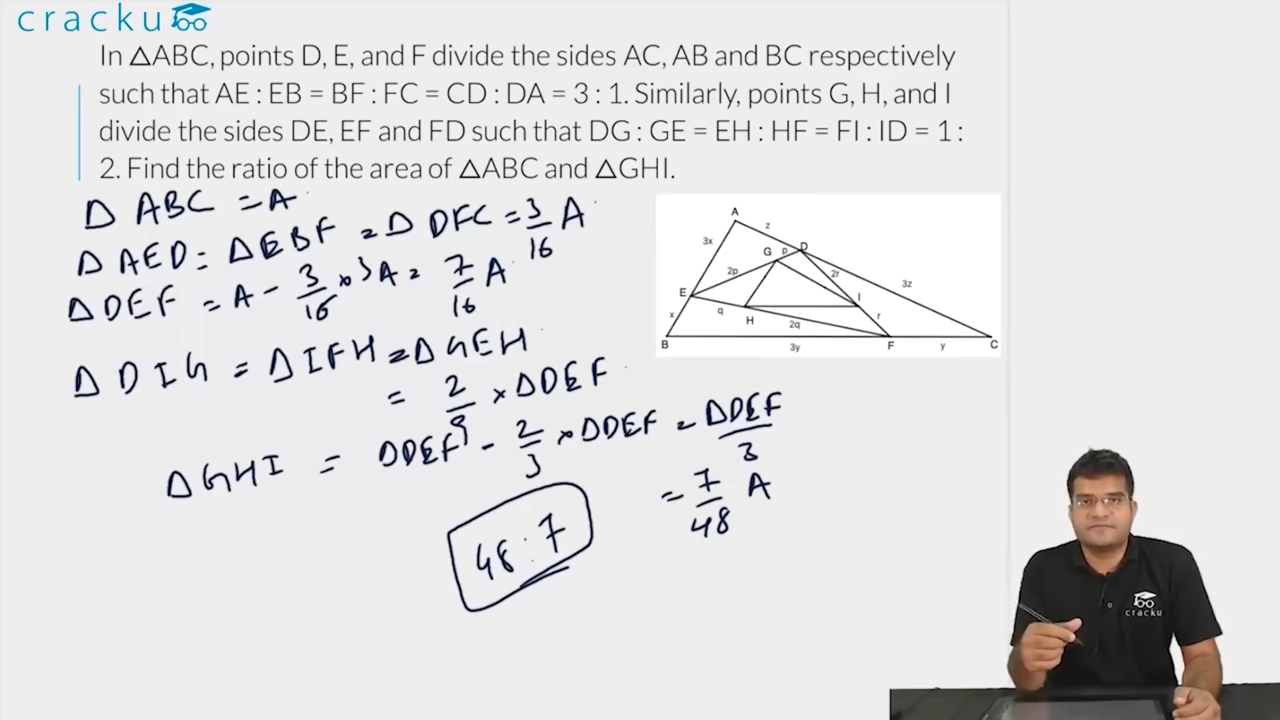 cracku
In △ABC, points D, E, and F divide the sides AC, AB and BC respectively
such that AE : EB = BF : FC = CD : DA = 3 : 1. Similarly, points G, H, and I
divide the sides DE, EF and FD such that DG : GE = EH : HF = FI : ID = 1 :
2. Find the ratio of the area of △ABC and △GHI.
Δ ABC = A
Δ AED = Δ EBF = Δ DFC = 3/16 A
Δ DEF = A - 3/16 × 3A = 7/16 A
Δ DIG = Δ IFH = Δ GEH
= 2/9 × ΔDEF
Δ GHI = ΔDEF - 2/3 × ΔDEF = ΔDEF/3
= 7/48 A
48 : 7
A
z
3x
G
p
D
2p
2r
3z
E
I
x
q
H
2q
r
B
3y
F
y
C
cracku